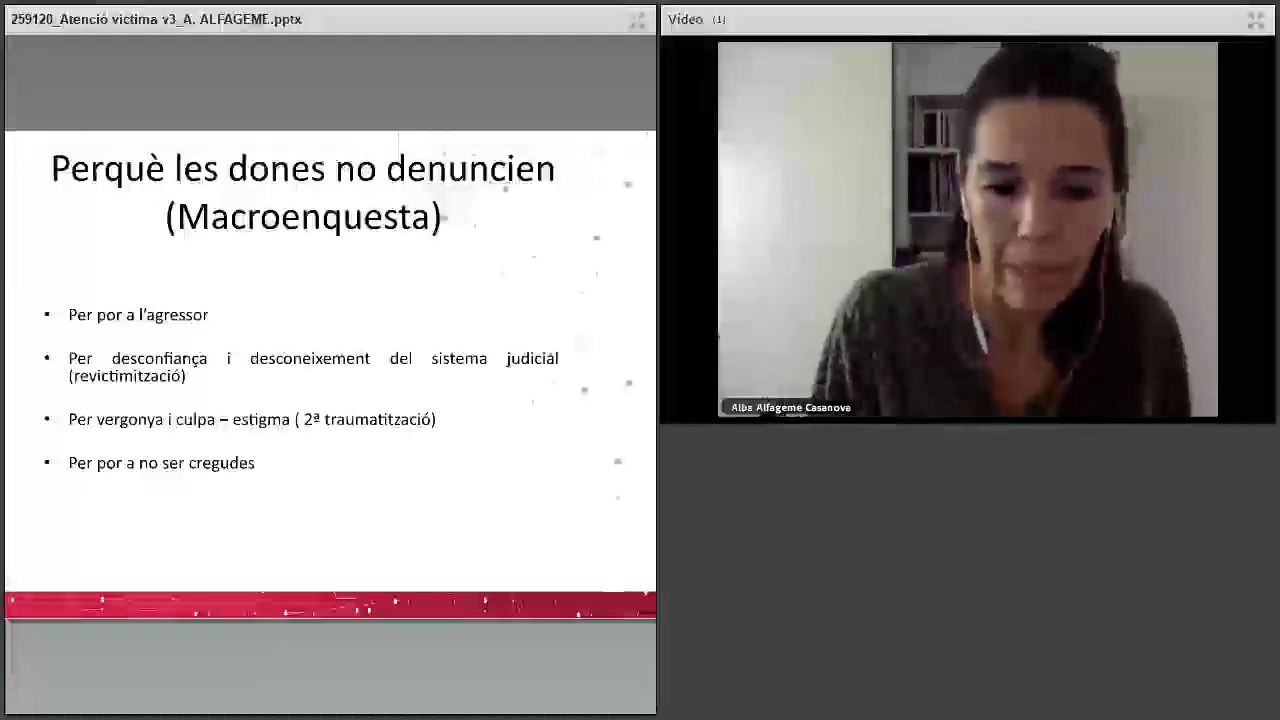 259120_Atenció victima v3_A. ALFAGEME.pptx
Perquè les dones no denuncien
(Macroenquesta)
• Per por a l'agressor
• Per desconfiança i desconeixement del sistema judicial
(revictimització)
• Per vergonya i culpa – estigma ( 2ª traumatització)
• Per por a no ser cregudes
Vídeo (1)
Alba Alfageme Casanova